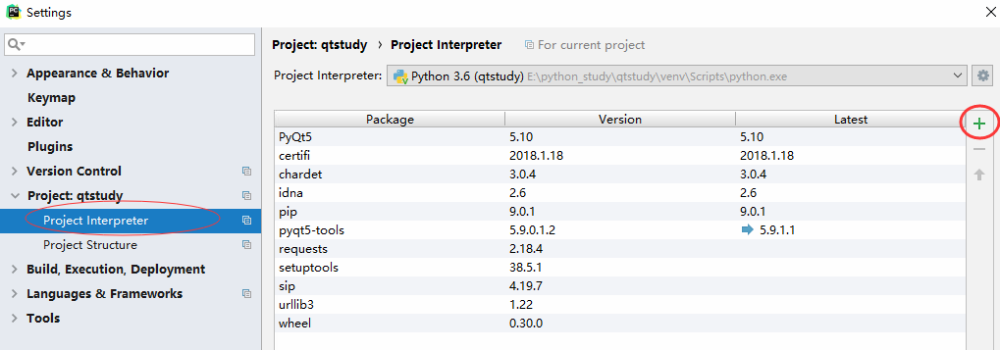 Settings
Project: qtstudy › Project Interpreter For current project
Appearance & Behavior
Keymap
Editor
Plugins
Version Control
Project: qtstudy
Project Interpreter
Project Structure
Build, Execution, Deployment
Languages & Frameworks
Tools
Project Interpreter: Python 3.6 (qtstudy) E:\python_study\qtstudy\venv\Scripts\python.exe
Package Version Latest
PyQt5 5.10 5.10
certifi 2018.1.18 2018.1.18
chardet 3.0.4 3.0.4
idna 2.6 2.6
pip 9.0.1 9.0.1
pyqt5-tools 5.9.0.1.2 5.9.1.1
requests 2.18.4
setuptools 38.5.1
sip 4.19.7
urllib3 1.22
wheel 0.30.0